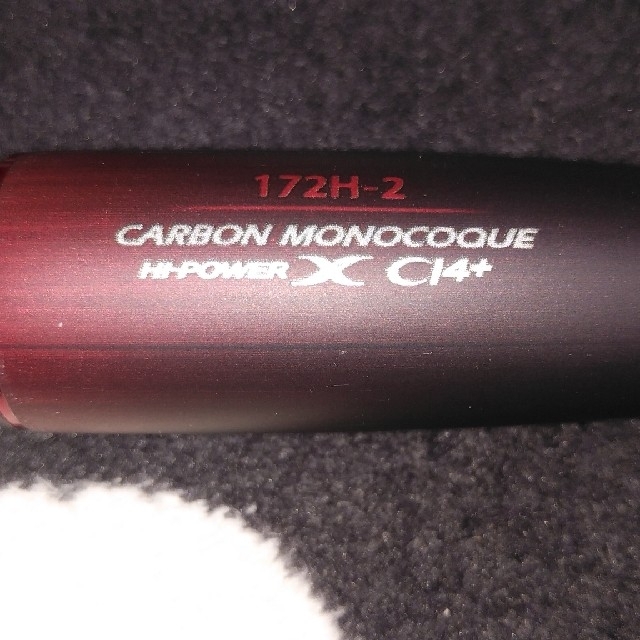 172H-2
CARBON MONOCOQUE
HI-POWER X CI4+